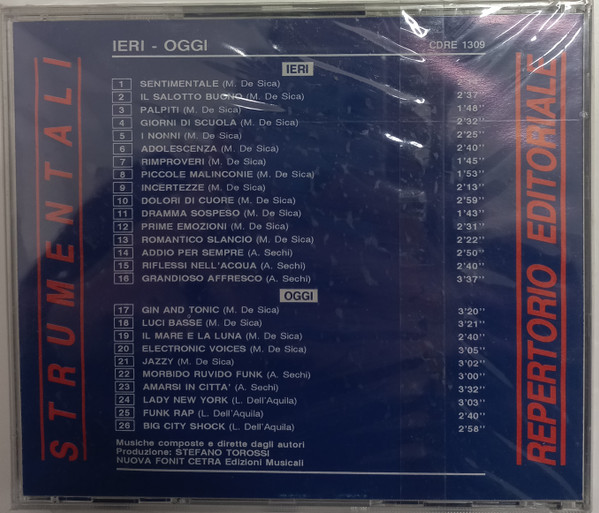 STRUMENTALI
IERI - OGGI CDRE 1309
IERI
1 SENTIMENTALE (M. De Sica)
2 IL SALOTTO BUONO (M. De Sica) 2'37"
3 PALPITI (M. De Sica) 1'48"
4 GIORNI DI SCUOLA (M. De Sica) 2'32"
5 I NONNI (M. De Sica) 2'25"
6 ADOLESCENZA (M. De Sica) 2'40"
7 RIMPROVERI (M. De Sica) 1'45"
8 PICCOLE MALINCONIE (M. De Sica) 1'53"
9 INCERTEZZE (M. De Sica) 2'13"
10 DOLORI DI CUORE (M. De Sica) 2'59"
11 DRAMMA SOSPESO (M. De Sica) 1'43"
12 PRIME EMOZIONI (M. De Sica) 2'31"
13 ROMANTICO SLANCIO (M. De Sica) 2'22"
14 ADDIO PER SEMPRE (A. Sechi) 2'50"
15 RIFLESSI NELL'ACQUA (A. Sechi) 2'40"
16 GRANDIOSO AFFRESCO (A. Sechi) 3'37"
OGGI
17 GIN AND TONIC (M. De Sica) 3'20"
18 LUCI BASSE (M. De Sica) 3'21"
19 IL MARE E LA LUNA (M. De Sica) 2'40"
20 ELECTRONIC VOICES (M. De Sica) 3'05"
21 JAZZY (M. De Sica) 3'02"
22 MORBIDO RUVIDO FUNK (A. Sechi) 3'00"
23 AMARSI IN CITTA' (A. Sechi) 3'32"
24 LADY NEW YORK (L. Dell'Aquila) 3'03"
25 FUNK RAP (L. Dell'Aquila) 2'40"
26 BIG CITY SHOCK (L. Dell'Aquila) 2'58"
Musiche composte e dirette dagli autori
Produzione: STEFANO TOROSSI
NUOVA FONIT CETRA Edizioni Musicali
REPERTORIO EDITORIALE